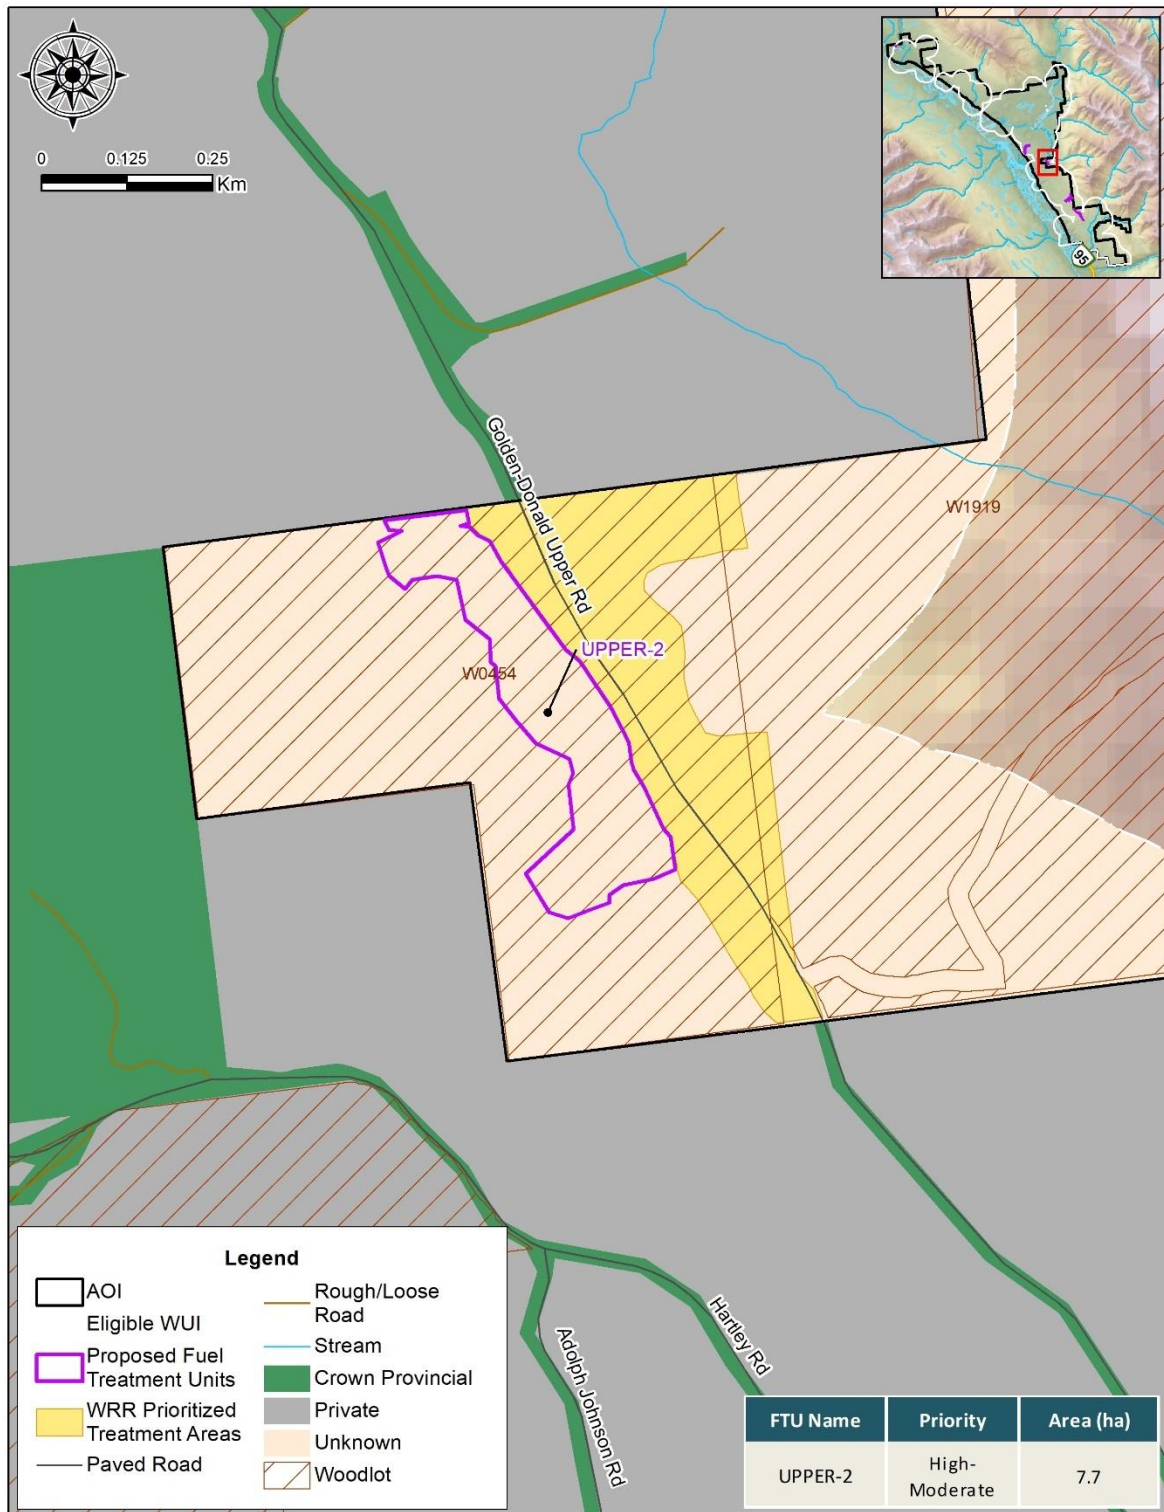 0 0.125 0.25
Km
95
Golden-Donald Upper Rd
W1919
UPPER-2
W0454
Hartley Rd
Adolph Johnson Rd
Legend
AOI
Eligible WUI
Proposed Fuel
Treatment Units
WRR Prioritized
Treatment Areas
Paved Road
Rough/Loose
Road
Stream
Crown Provincial
Private
Unknown
Woodlot
FTU Name Priority Area (ha)
UPPER-2 High- 7.7
Moderate